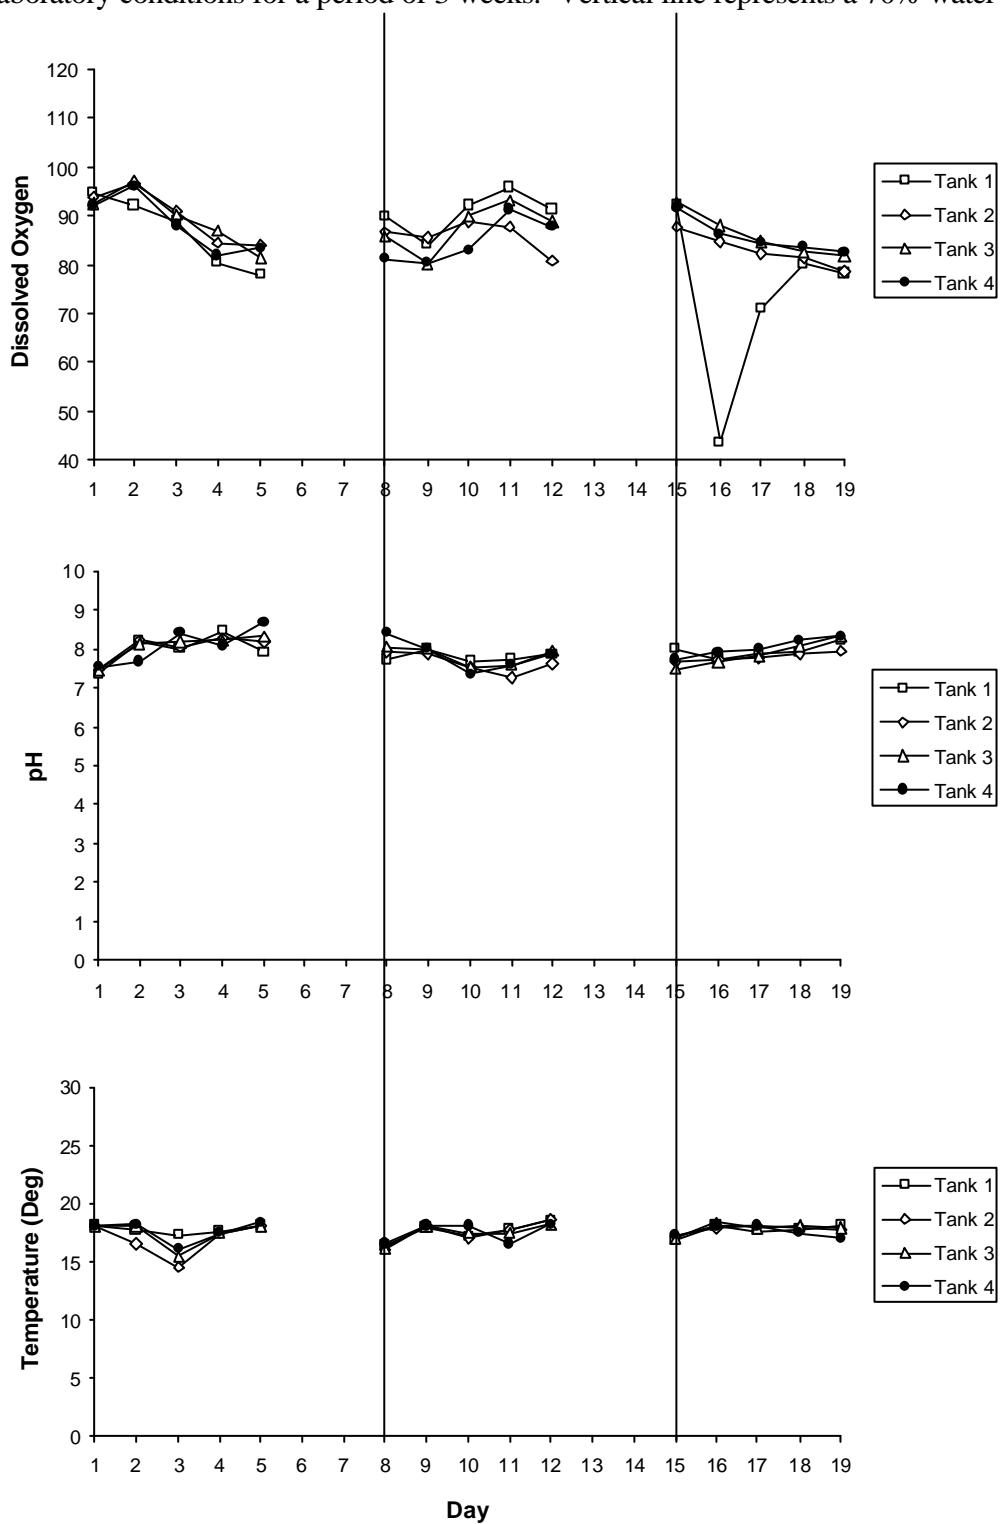 aboratory conditions for a period of 3 weeks. Vertical line represents a 70% water
120
110
100
90
80
70
60
50
40
Dissolved Oxygen
1 2 3 4 5 6 7 8 9 10 11 12 13 14 15 16 17 18 19
Tank 1
Tank 2
Tank 3
Tank 4
10
9
8
7
6
5
4
3
2
1
0
pH
1 2 3 4 5 6 7 8 9 10 11 12 13 14 15 16 17 18 19
Tank 1
Tank 2
Tank 3
Tank 4
30
25
20
15
10
5
0
Temperature (Deg)
1 2 3 4 5 6 7 8 9 10 11 12 13 14 15 16 17 18 19
Tank 1
Tank 2
Tank 3
Tank 4
Day